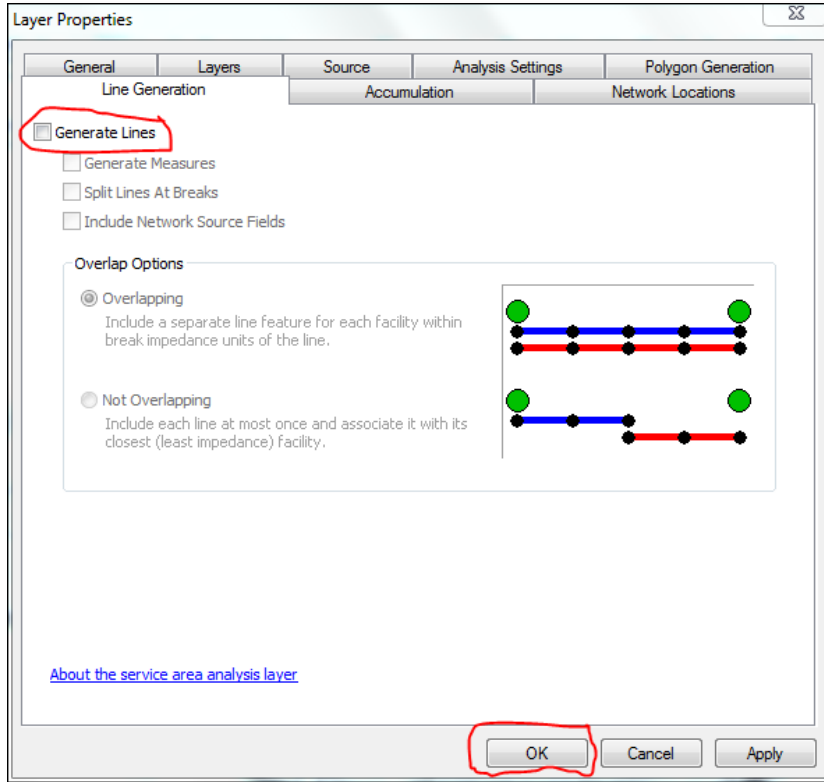 Layer Properties
General Layers Source Analysis Settings Polygon Generation
Line Generation Accumulation Network Locations
Generate Lines
Generate Measures
Split Lines At Breaks
Include Network Source Fields
Overlap Options
Overlapping
Include a separate line feature for each facility within
break impedance units of the line.
Not Overlapping
Include each line at most once and associate it with its
closest (least impedance) facility.
About the service area analysis layer
OK Cancel Apply